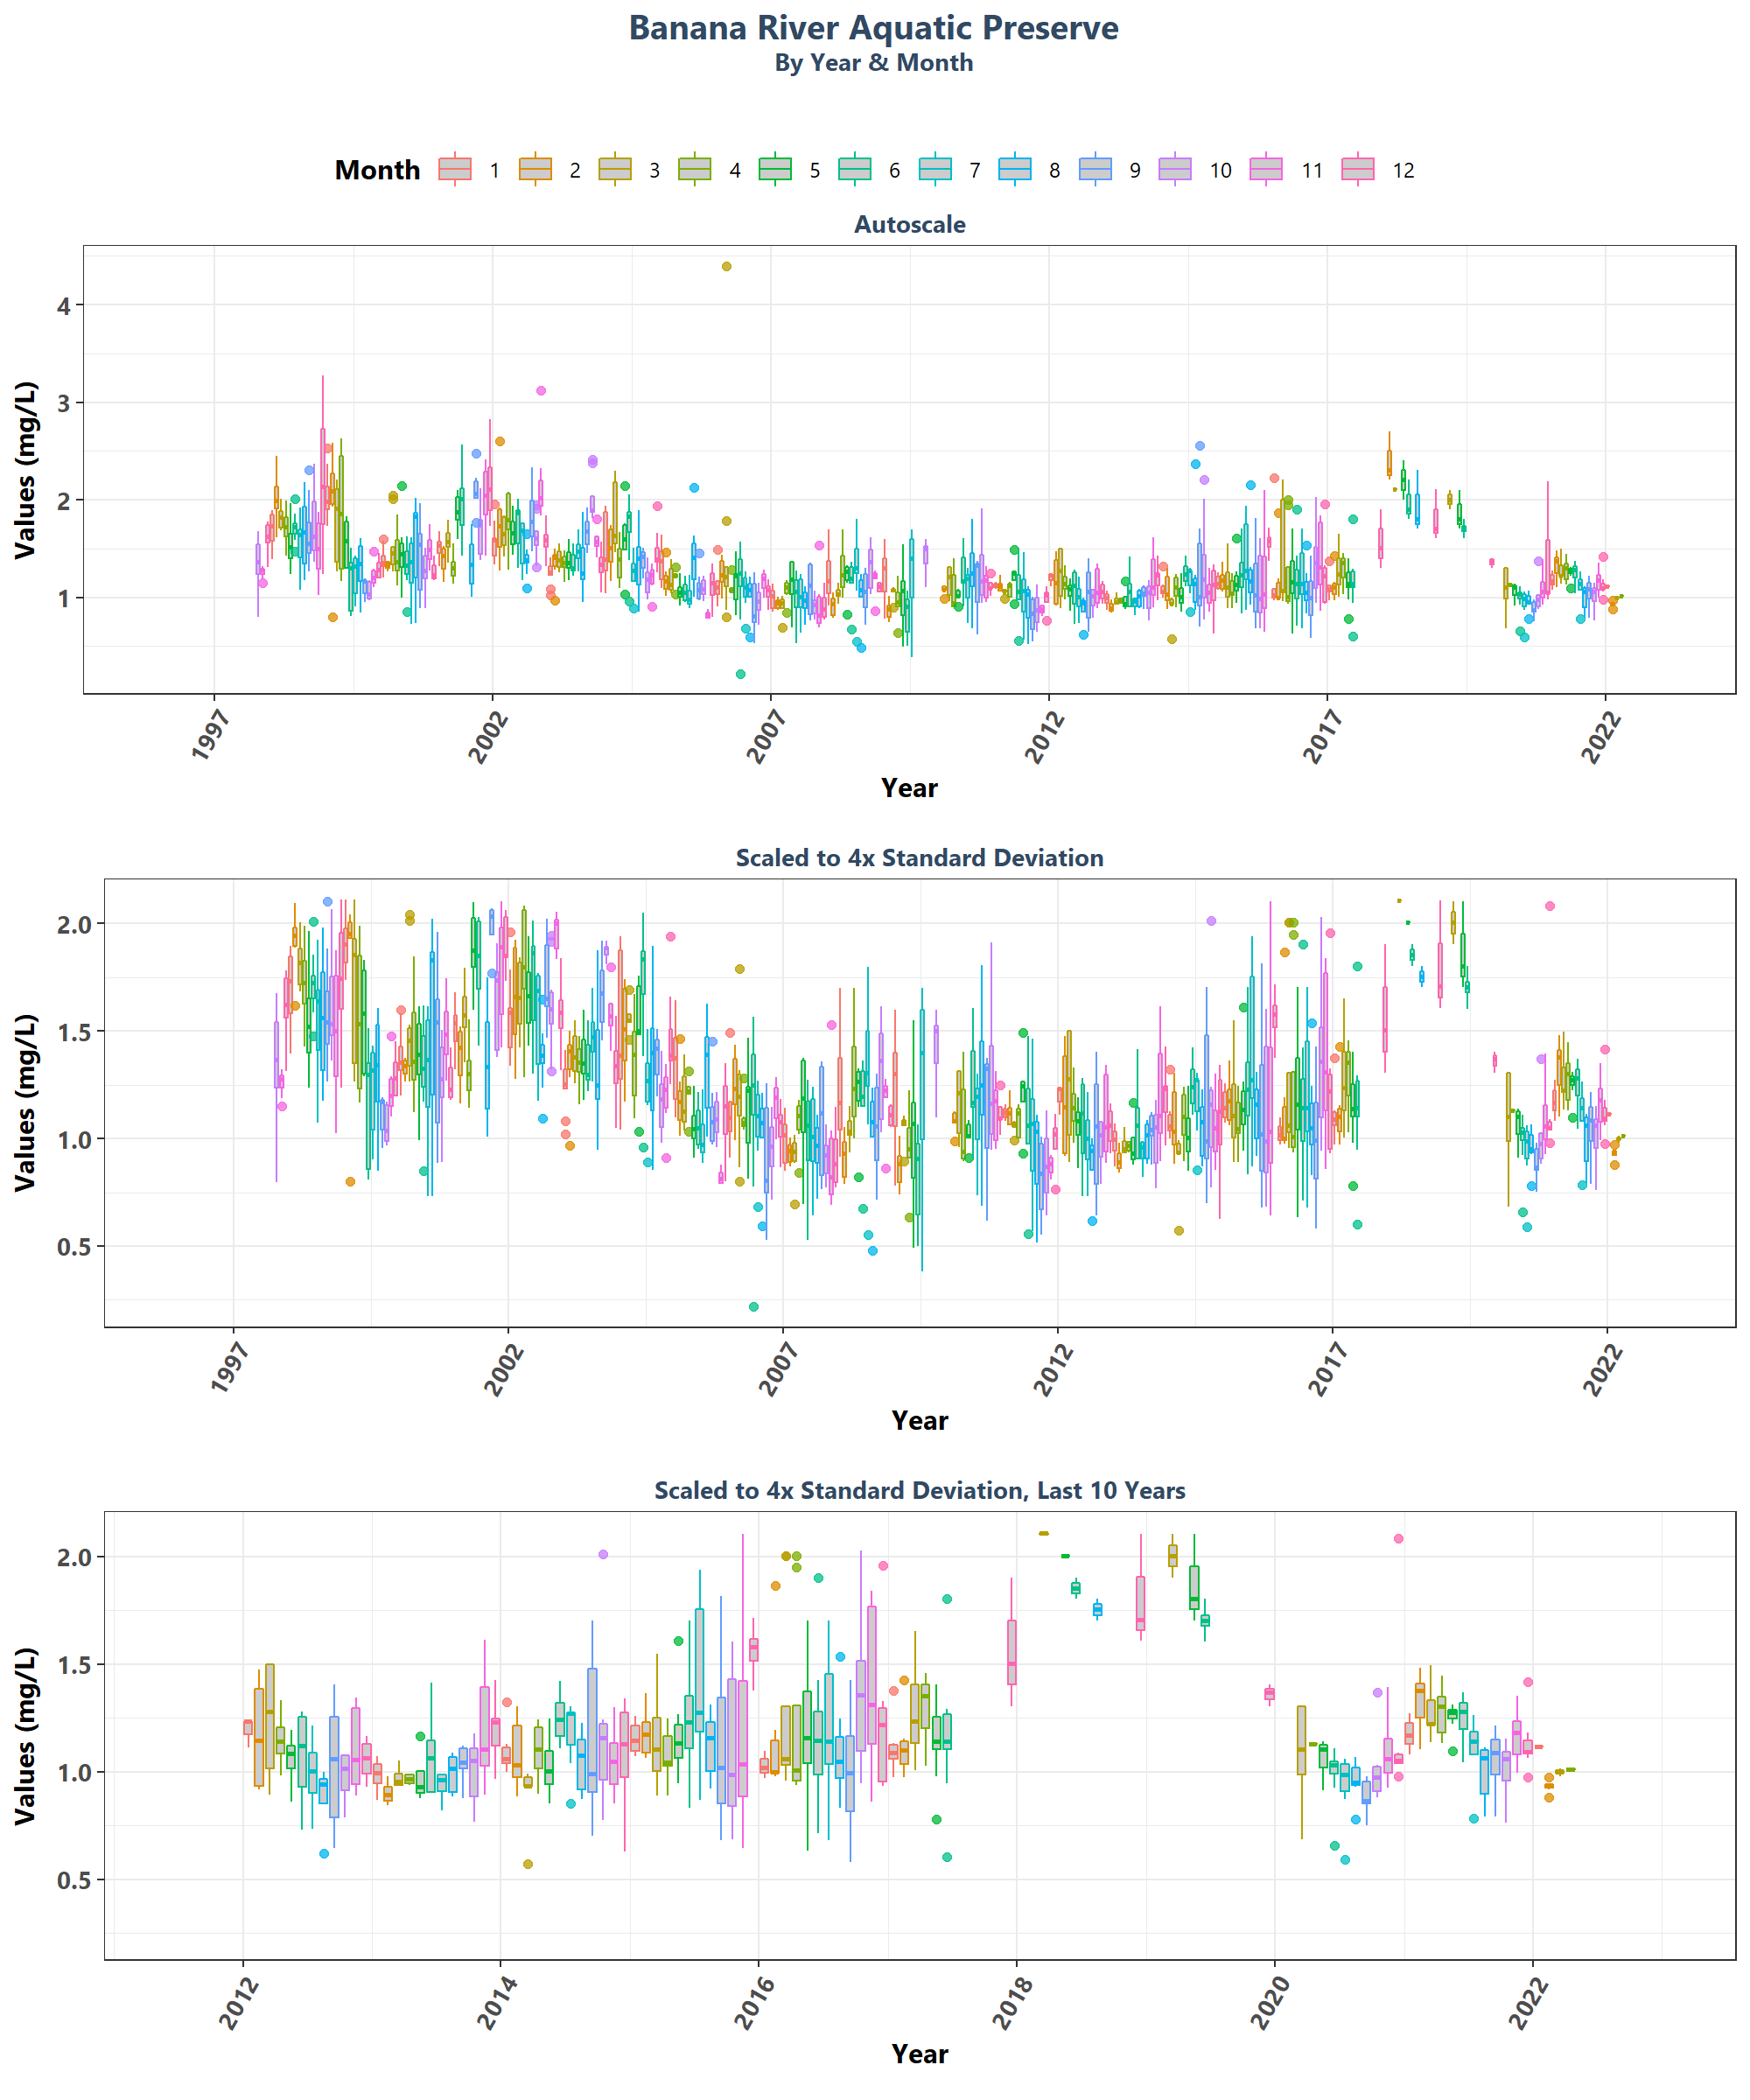 Banana River Aquatic Preserve
By Year & Month
Month 1 2 3 4 5 6 7 8 9 10 11 12
Autoscale
Values (mg/L)
4
3
2
1
1997 2002 2007 2012 2017 2022
Year
Scaled to 4x Standard Deviation
Values (mg/L)
2.0
1.5
1.0
0.5
1997 2002 2007 2012 2017 2022
Year
Scaled to 4x Standard Deviation, Last 10 Years
Values (mg/L)
2.0
1.5
1.0
0.5
2012 2014 2016 2018 2020 2022
Year